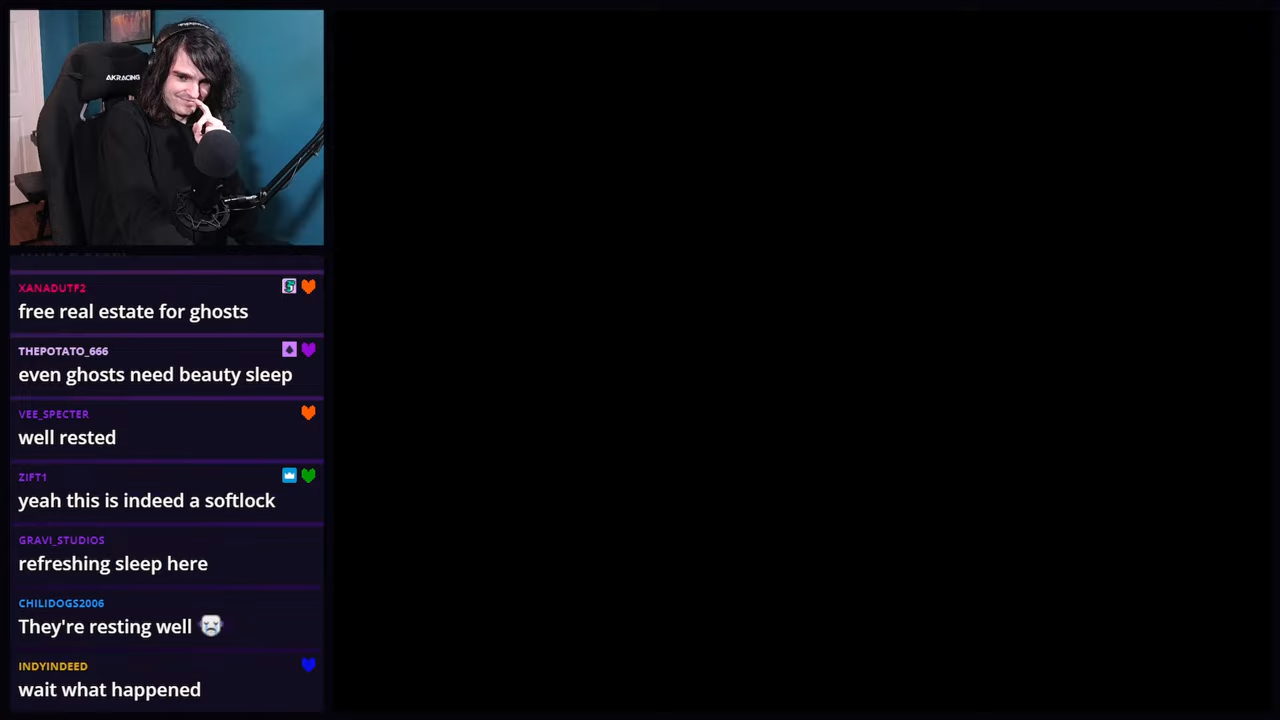 AKRACING
XANADUTF2
free real estate for ghosts
THEPOTATO_666
even ghosts need beauty sleep
VEE_SPECTER
well rested
ZIFT1
yeah this is indeed a softlock
GRAVI_STUDIOS
refreshing sleep here
CHILIDOGS2006
They're resting well
INDYINDEED
wait what happened